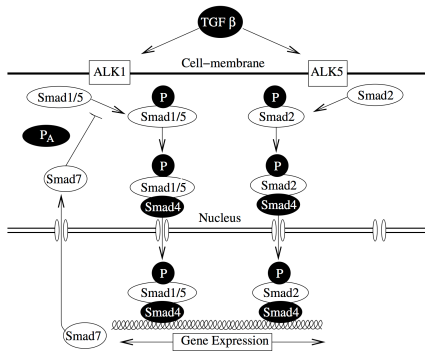 TGF β
ALK1
Cell-membrane
ALK5
Smad1/5
P
P
Smad2
Smad1/5
Smad2
PA
P
P
Smad7
Smad1/5
Smad2
Smad4
Smad4
Nucleus
P
P
Smad1/5
Smad2
Smad4
Smad4
Smad7
Gene Expression